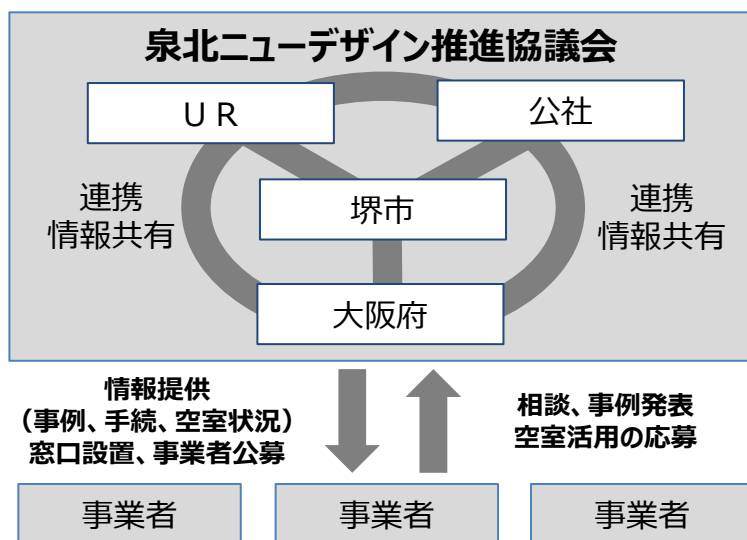 泉北ニューデザイン推進協議会
ＵＲ
公社
連携
情報共有
堺市
連携
情報共有
大阪府
情報提供
（事例、手続、空室状況）
窓口設置、事業者公募
相談、事例発表
空室活用の応募
事業者
事業者
事業者